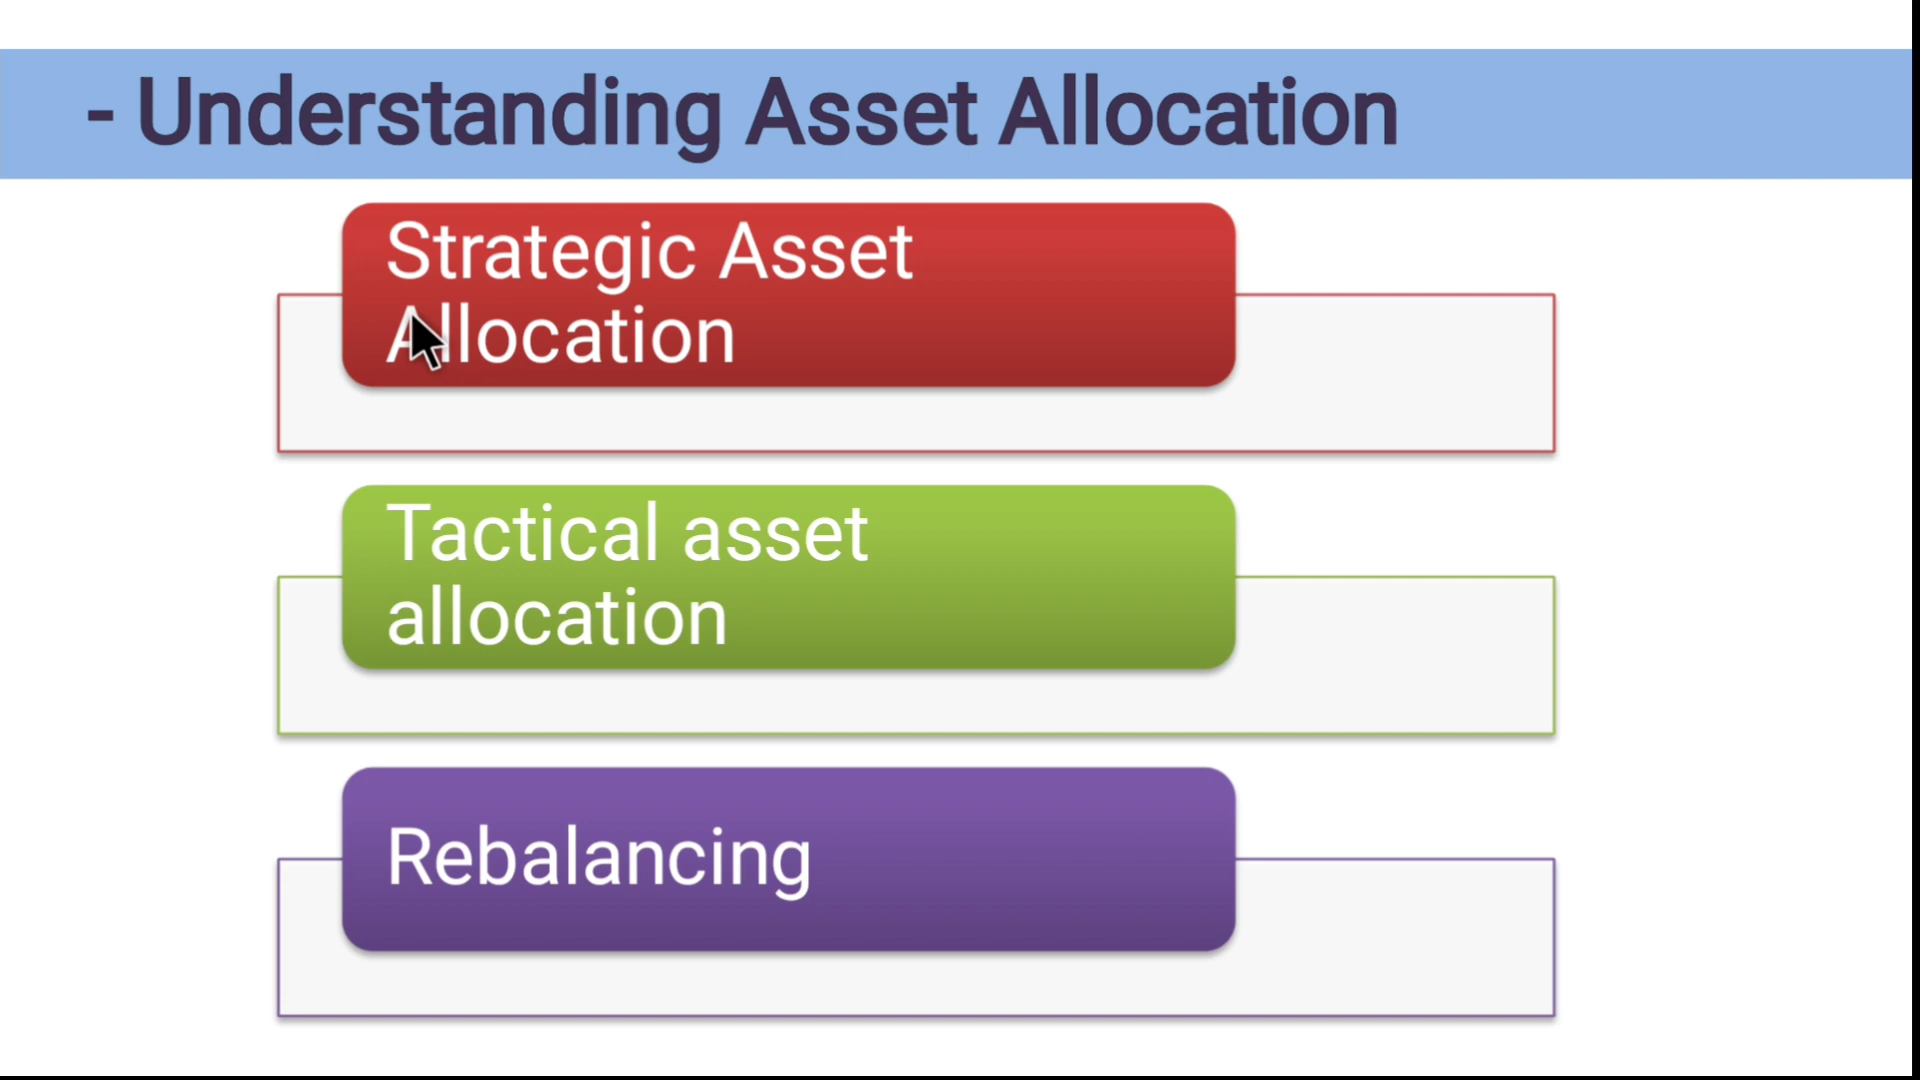 - Understanding Asset Allocation
Strategic Asset
Allocation
Tactical asset
allocation
Rebalancing